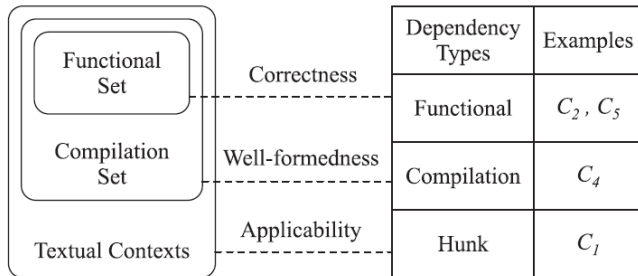 Functional
Set
Compilation
Set
Textual Contexts
Correctness
Well-formedness
Applicability
Dependency
Types
Examples
Functional
C2 , C5
Compilation
C4
Hunk
C1